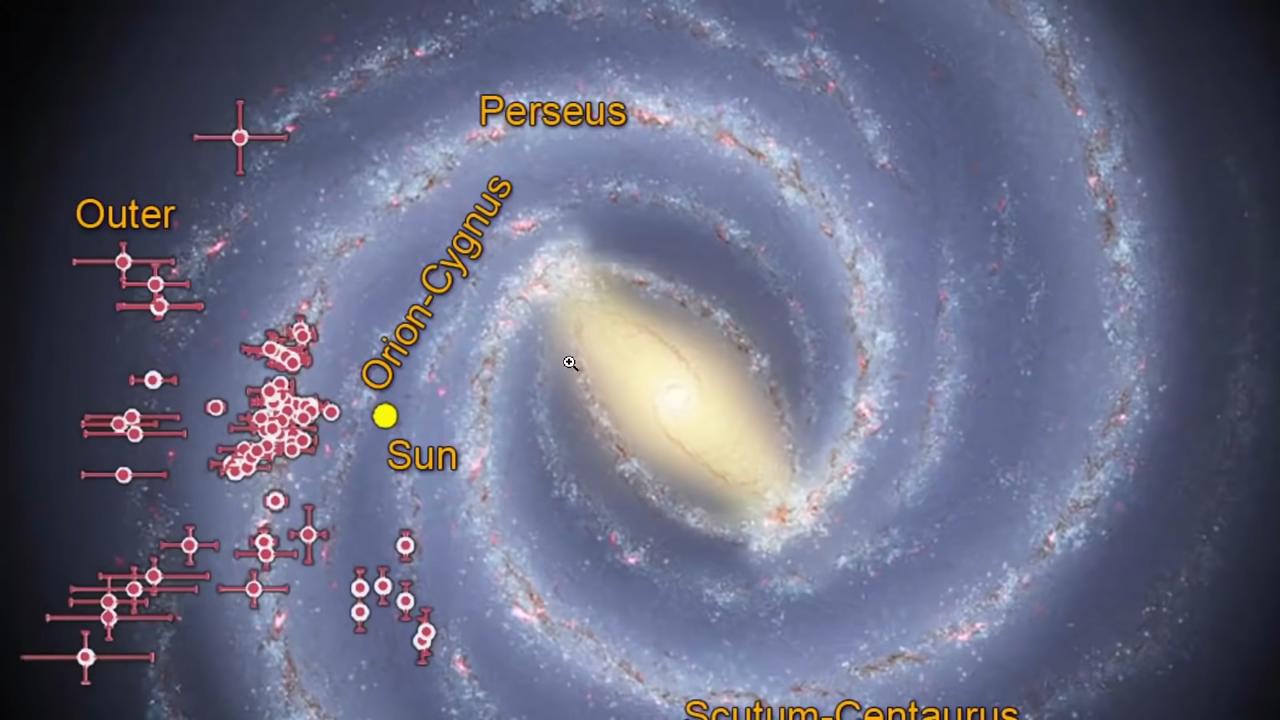 Perseus
Orion-Cygnus
Outer
Sun
Scutum-Centaurus